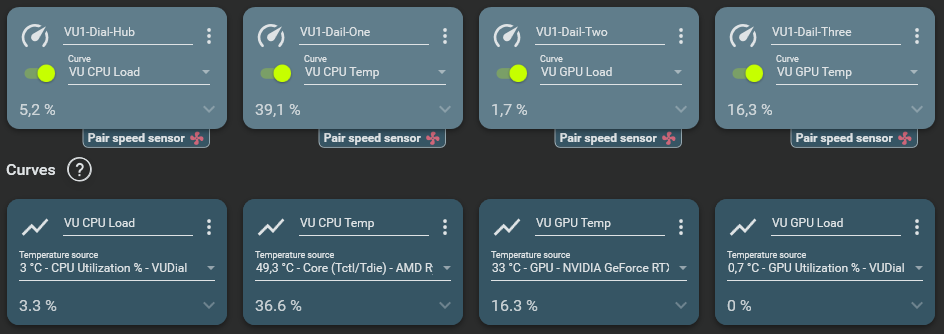 VU1-Dial-Hub
Curve
VU CPU Load
5,2 %
Pair speed sensor
VU1-Dail-One
Curve
VU CPU Temp
39,1 %
Pair speed sensor
VU1-Dail-Two
Curve
VU GPU Load
1,7 %
Pair speed sensor
VU1-Dail-Three
Curve
VU GPU Temp
16,3 %
Pair speed sensor
Curves ?
VU CPU Load
Temperature source
3 °C - CPU Utilization % - VUDial
3.3 %
VU CPU Temp
Temperature source
49,3 °C - Core (Tctl/Tdie) - AMD R
36.6 %
VU GPU Temp
Temperature source
33 °C - GPU - NVIDIA GeForce RTX
16.3 %
VU GPU Load
Temperature source
0,7 °C - GPU Utilization % - VUDial
0 %